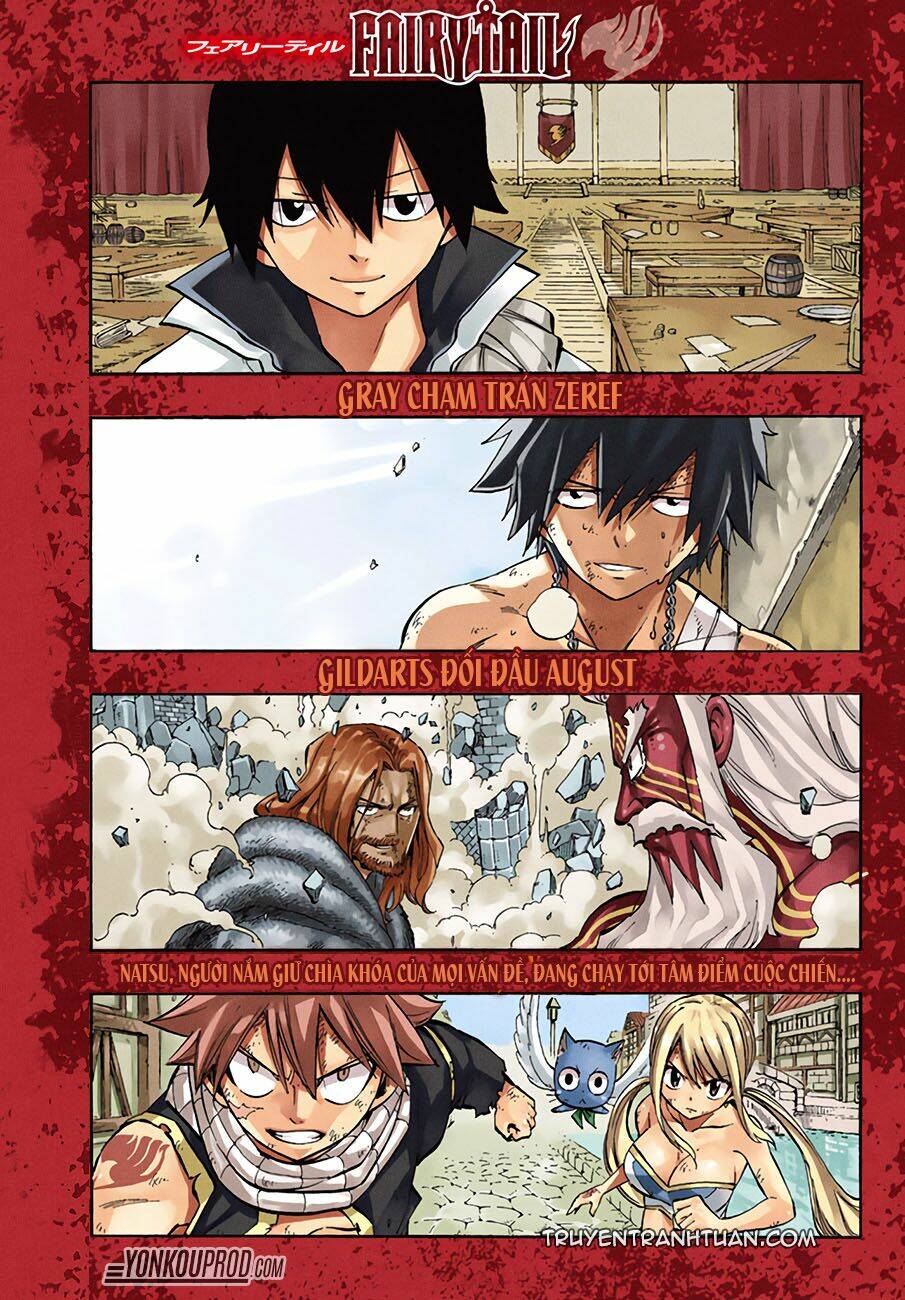 フェアリーテイル FAIRY TAIL
GRAY CHẠM TRÁN ZEREF
GILDARTS ĐỐI ĐẦU AUGUST
NATSU, NGƯỜI NẮM GIỮ CHÌA KHÓA CỦA MỌI VẤN ĐỀ, ĐANG CHẠY TỚI TÂM ĐIỂM CUỘC CHIẾN....
TRUYENTRANHTUAN.COM
YONKOUPROD.COM